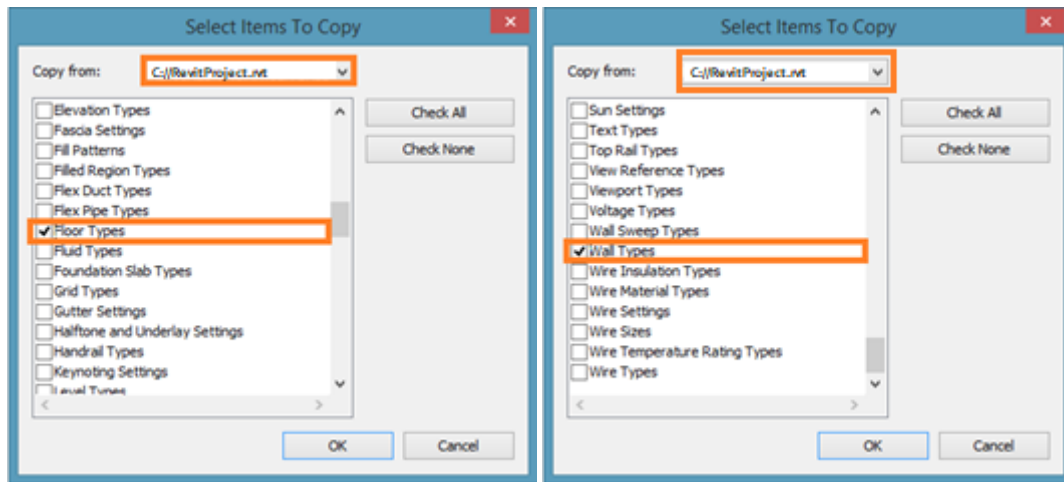 Select Items To Copy
Copy from: C://RevitProject.rvt
Elevation Types
Fascia Settings
Fill Patterns
Filled Region Types
Flex Duct Types
Flex Pipe Types
Floor Types
Fluid Types
Foundation Slab Types
Grid Types
Gutter Settings
Halftone and Underlay Settings
Handrail Types
Keynoting Settings
Level Types
Check All
Check None
OK Cancel
Select Items To Copy
Copy from: C://RevitProject.rvt
Sun Settings
Text Types
Top Rail Types
View Reference Types
Viewport Types
Voltage Types
Wall Sweep Types
Wall Types
Wire Insulation Types
Wire Material Types
Wire Settings
Wire Sizes
Wire Temperature Rating Types
Wire Types
Check All
Check None
OK Cancel